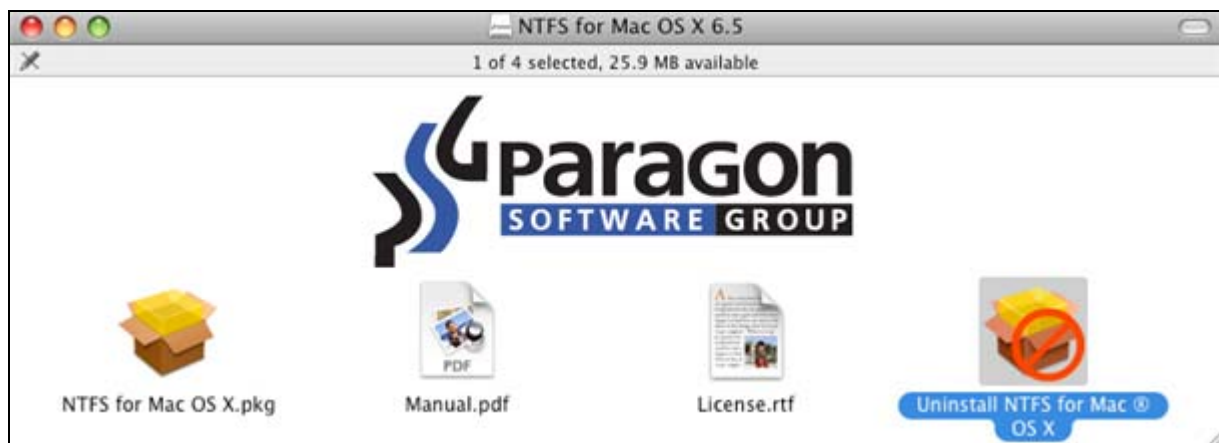 NTFS for Mac OS X 6.5
1 of 4 selected, 25.9 MB available
Paragon
SOFTWARE GROUP
PDF
NTFS for Mac OS X.pkg
Manual.pdf
License.rtf
Uninstall NTFS for Mac ®
OS X